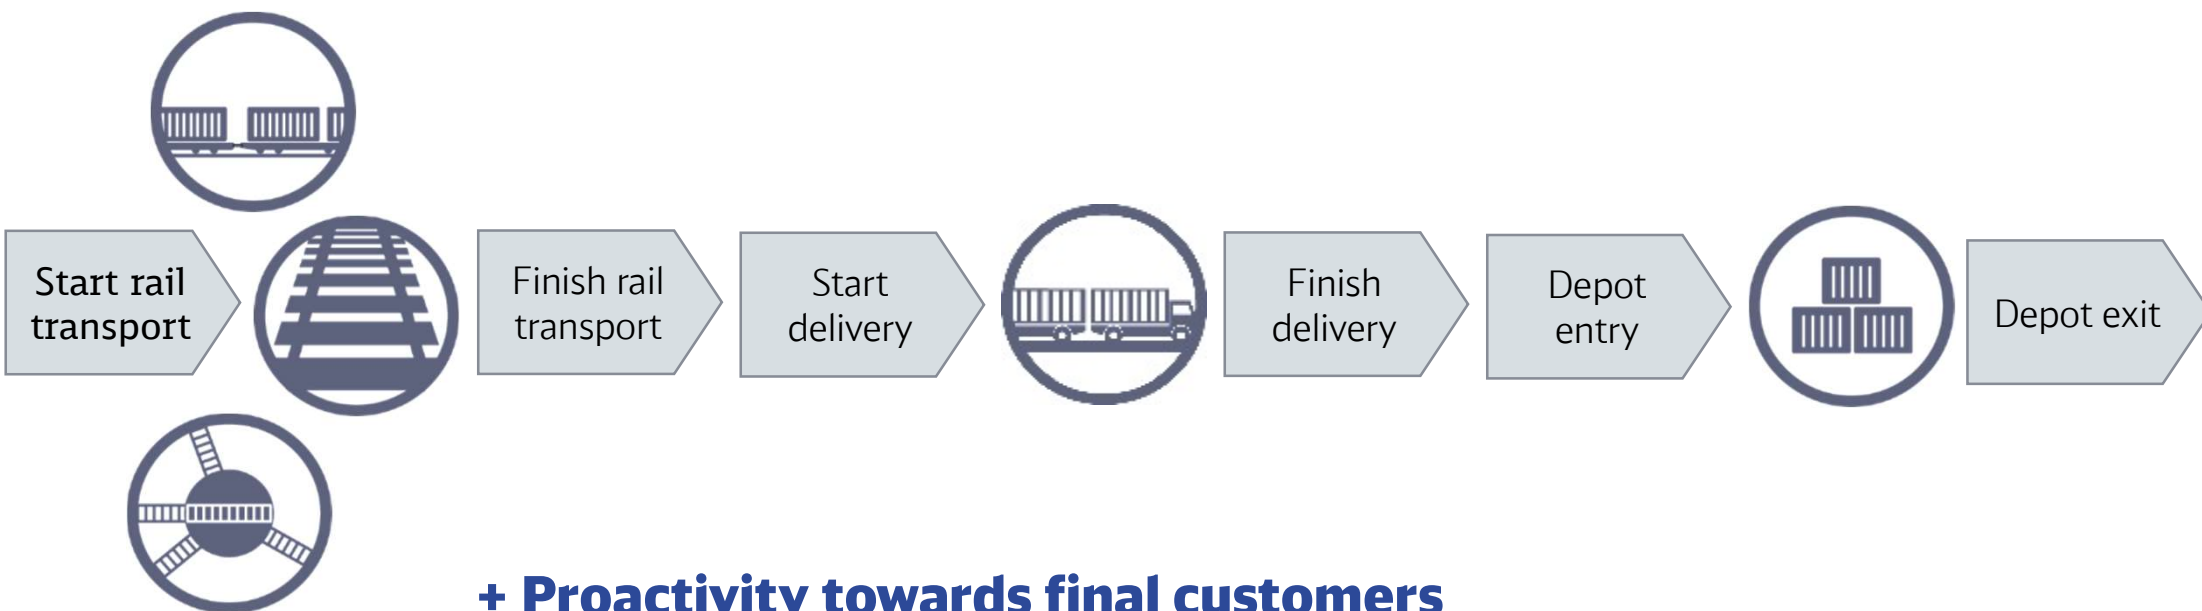 Start rail
transport
Finish rail
transport
Start
delivery
Finish
delivery
Depot
entry
Depot exit
+ Proactivity towards final customers